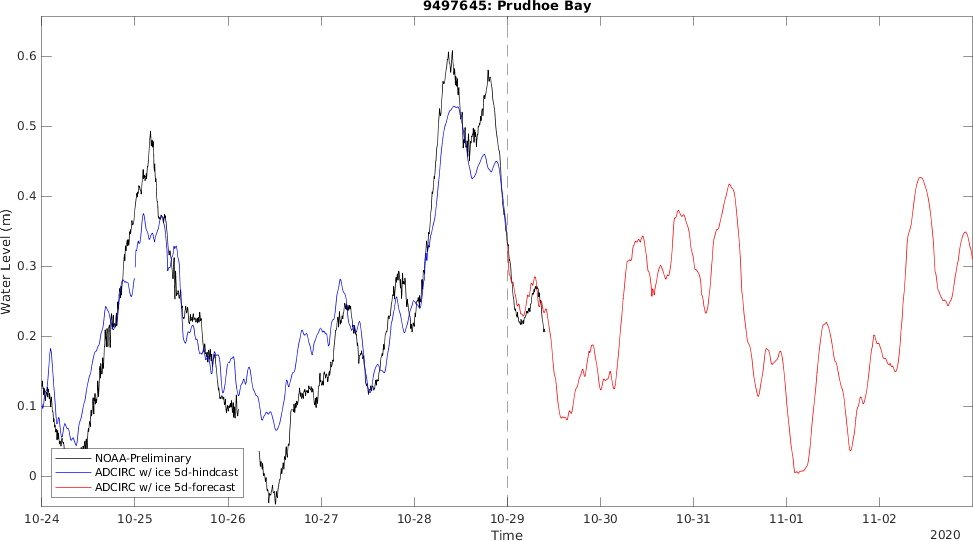 9497645: Prudhoe Bay
Water Level (m)
0.6
0.5
0.4
0.3
0.2
0.1
0
NOAA-Preliminary
ADCIRC w/ ice 5d-hindcast
ADCIRC w/ ice 5d-forecast
10-24 10-25 10-26 10-27 10-28 10-29 10-30 10-31 11-01 11-02
Time
2020